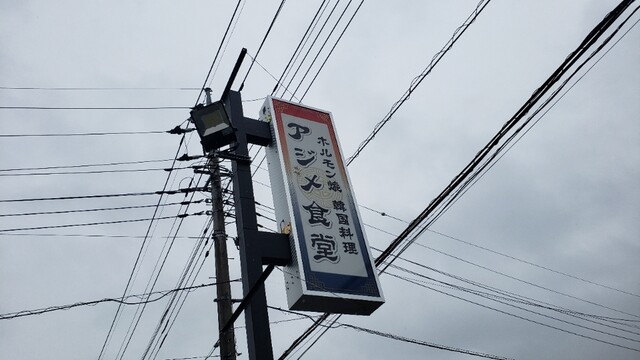 ホルモン焼 韓国料理
アジメ食堂